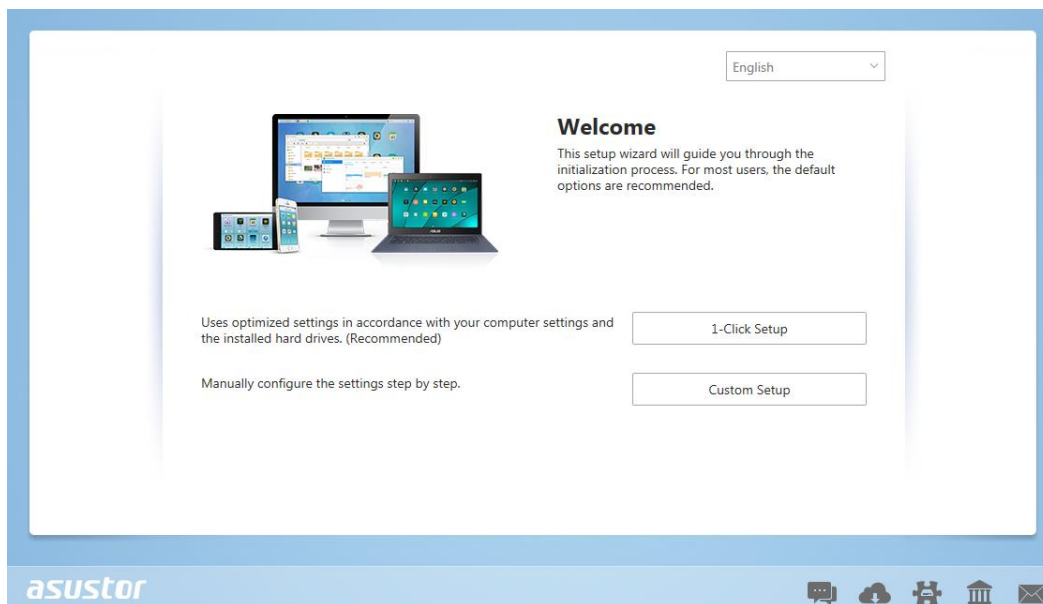 English
Welcome
This setup wizard will guide you through the
initialization process. For most users, the default
options are recommended.
Uses optimized settings in accordance with your computer settings and
the installed hard drives. (Recommended)
1-Click Setup
Manually configure the settings step by step.
Custom Setup
asustor